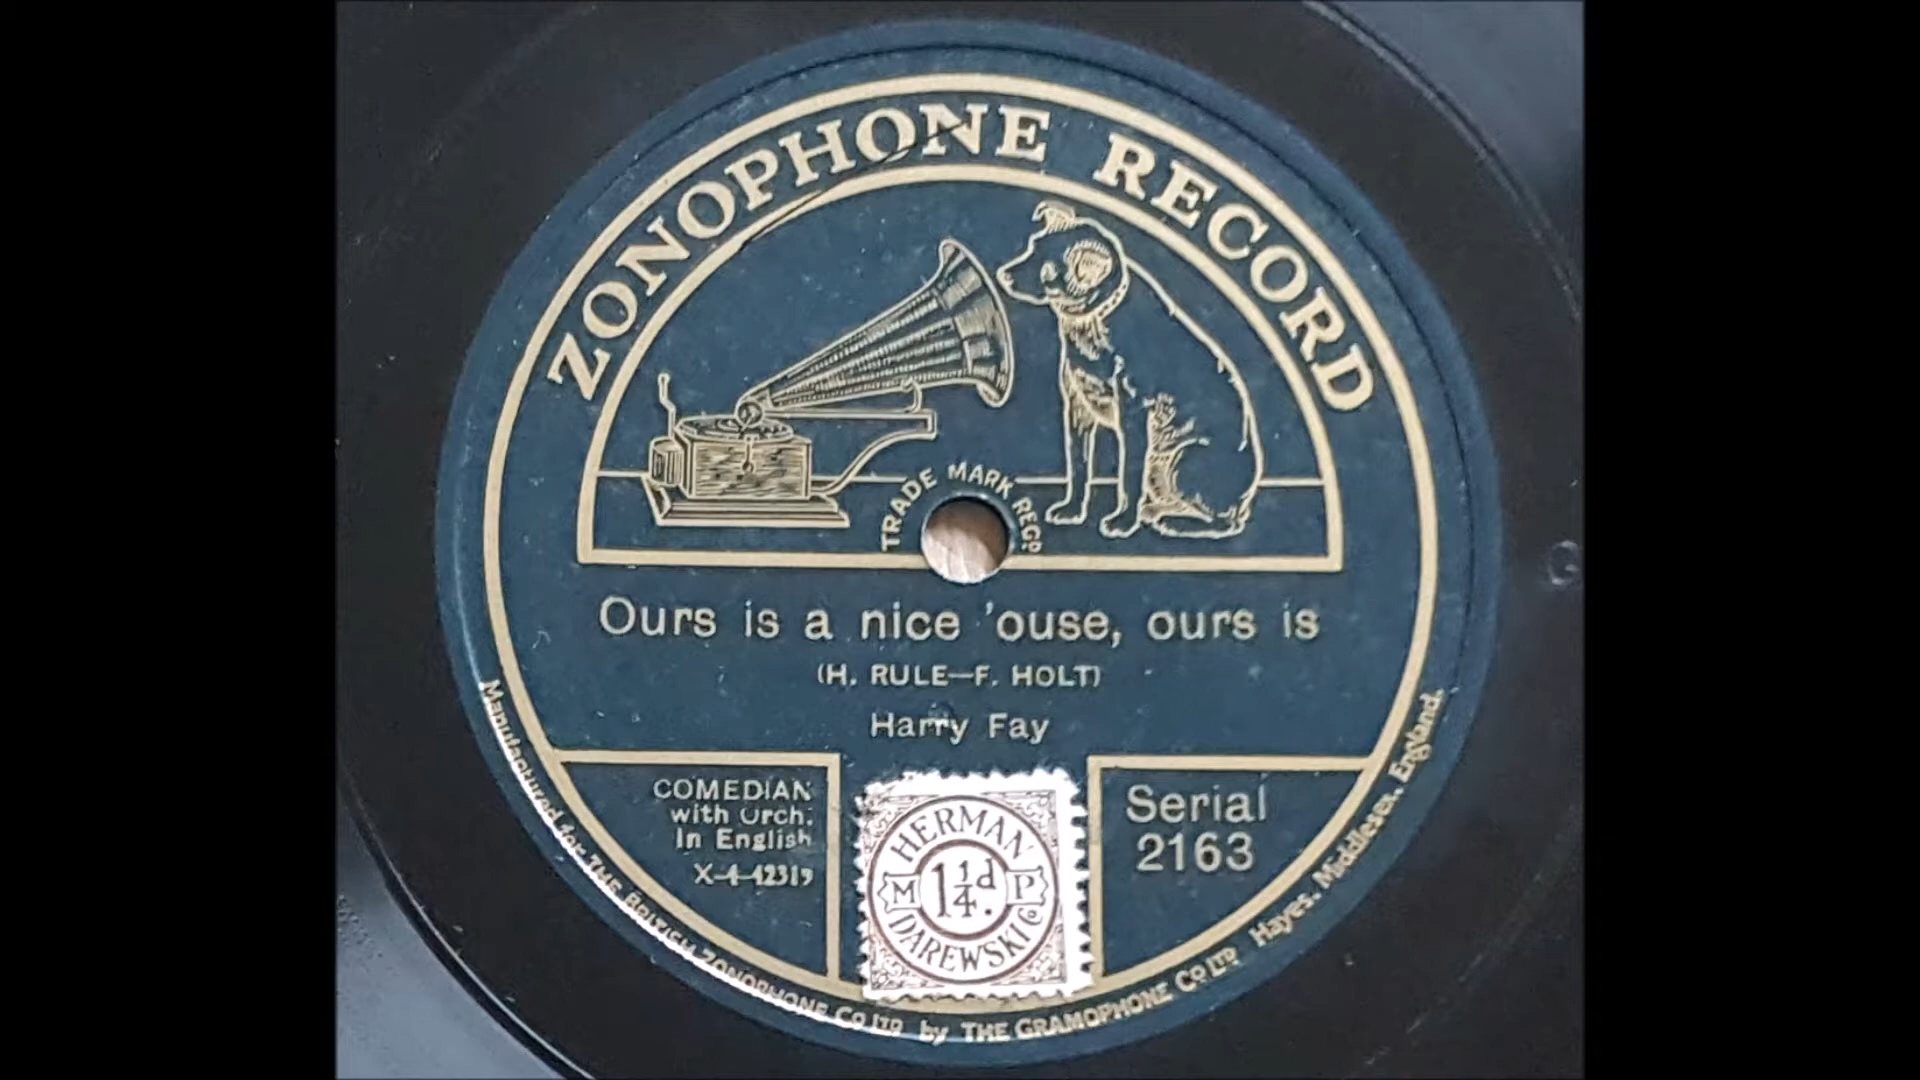 ZONOPHONE RECORD
TRADE MARK REGD.
Ours is a nice 'ouse, ours is
(H. RULE—F. HOLT)
Harry Fay
COMEDIAN
with Orch:
In English
X-4-42319
HERMAN
M 1¼d. P
DAREWSKI Co
Serial
2163
Manufactured for THE BRITISH ZONOPHONE Co LTD by THE GRAMOPHONE Co LTD Hayes. Middlesex. England.